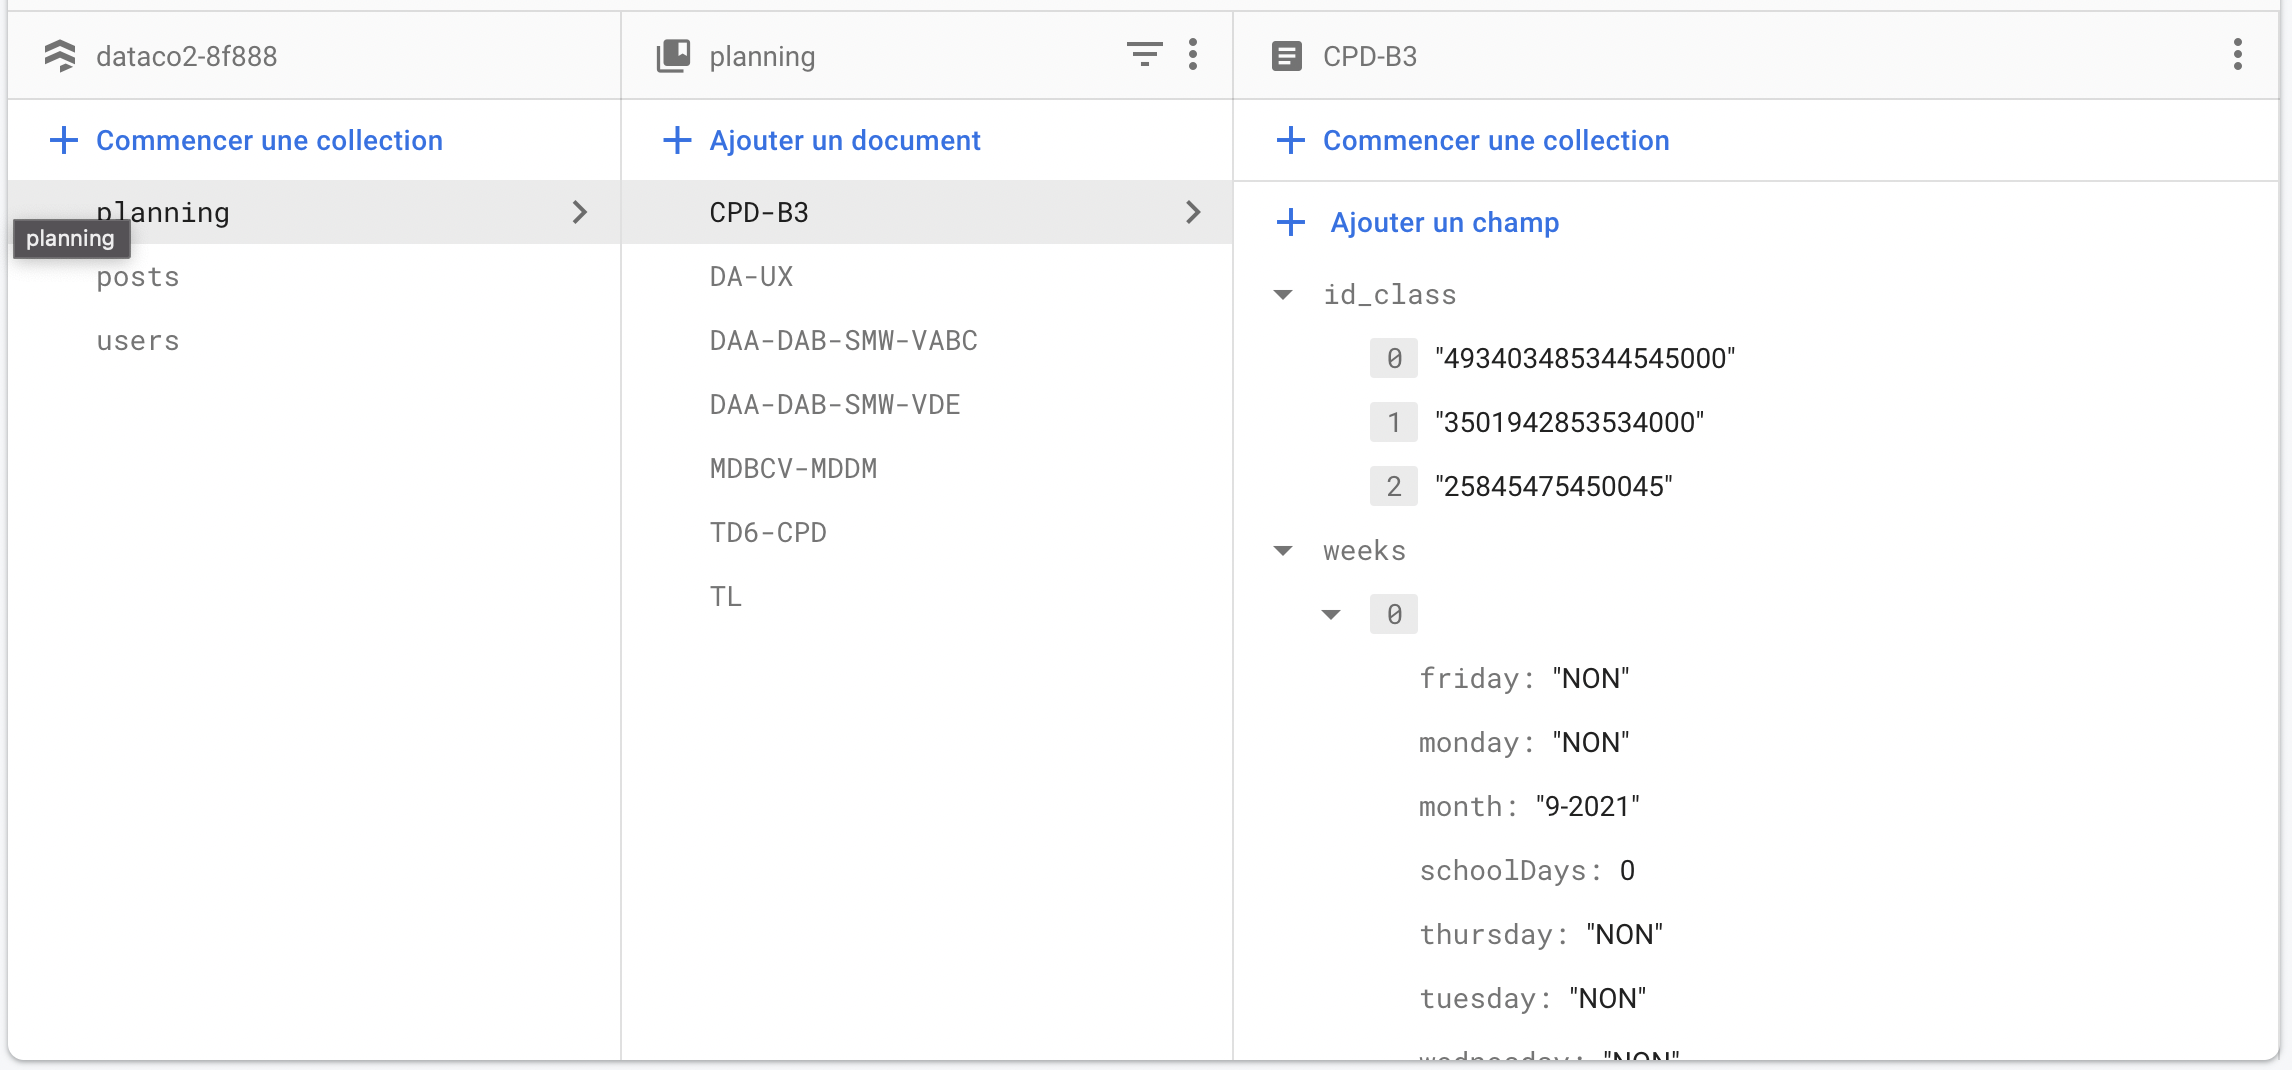 dataco2-8f888
Commencer une collection
planning
planning
posts
users
planning
Ajouter un document
CPD-B3
DA-UX
DAA-DAB-SMW-VABC
DAA-DAB-SMW-VDE
MDBCV-MDDM
TD6-CPD
TL
CPD-B3
Commencer une collection
Ajouter un champ
id_class
0 "493403485344545000"
1 "3501942853534000"
2 "25845475450045"
weeks
0
friday: "NON"
monday: "NON"
month: "9-2021"
schoolDays: 0
thursday: "NON"
tuesday: "NON"
wednesday: "NON"